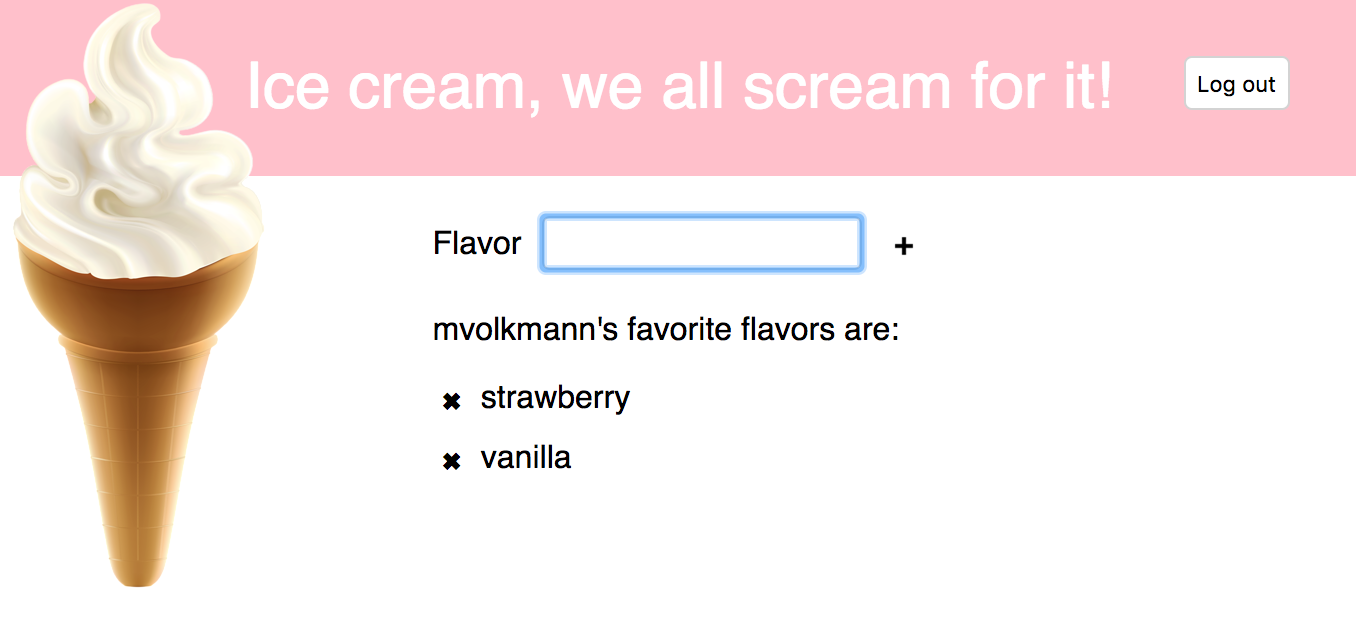 Ice cream, we all scream for it!
Log out
Flavor
+
mvolkmann's favorite flavors are:
✖ strawberry
✖ vanilla